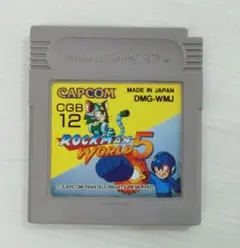 Nintendo GAME BOY
CAPCOM
MADE IN JAPAN
CGB
12
DMG-WMJ
ROCKMAN
WORLD 5
© CAPCOM 1994 ALL RIGHTS RESERVED